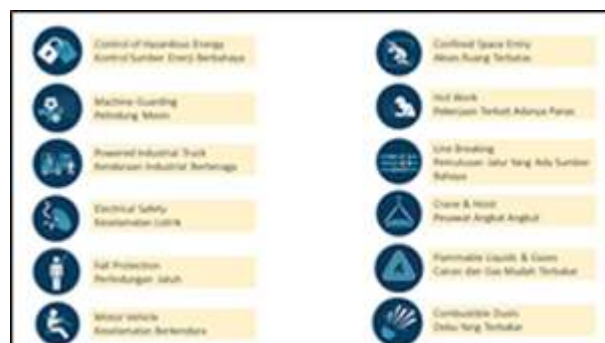 Control of Hazardous Energy
Kontrol Sumber Enerji Berbahaya
Machine Guarding
Pelindung Mesin
Powered Industrial Truck
Kendaraan Industrial Bertenaga
Electrical Safety
Keselamatan Listrik
Fall Protection
Perlindungan Jatuh
Motor Vehicle
Keselamatan Berkendara
Confined Space Entry
Akses Ruang Terbatas
Hot Work
Pekerjaan Terkait Adanya Panas
Line Breaking
Pemutusan Jalur Yang Ada Sumber
Bahaya
Crane & Hoist
Pesawat Angkat Angkut
Flammable Liquids & Gases
Cairan dan Gas Mudah Terbakar
Combustible Dusts
Debu Yang Terbakar